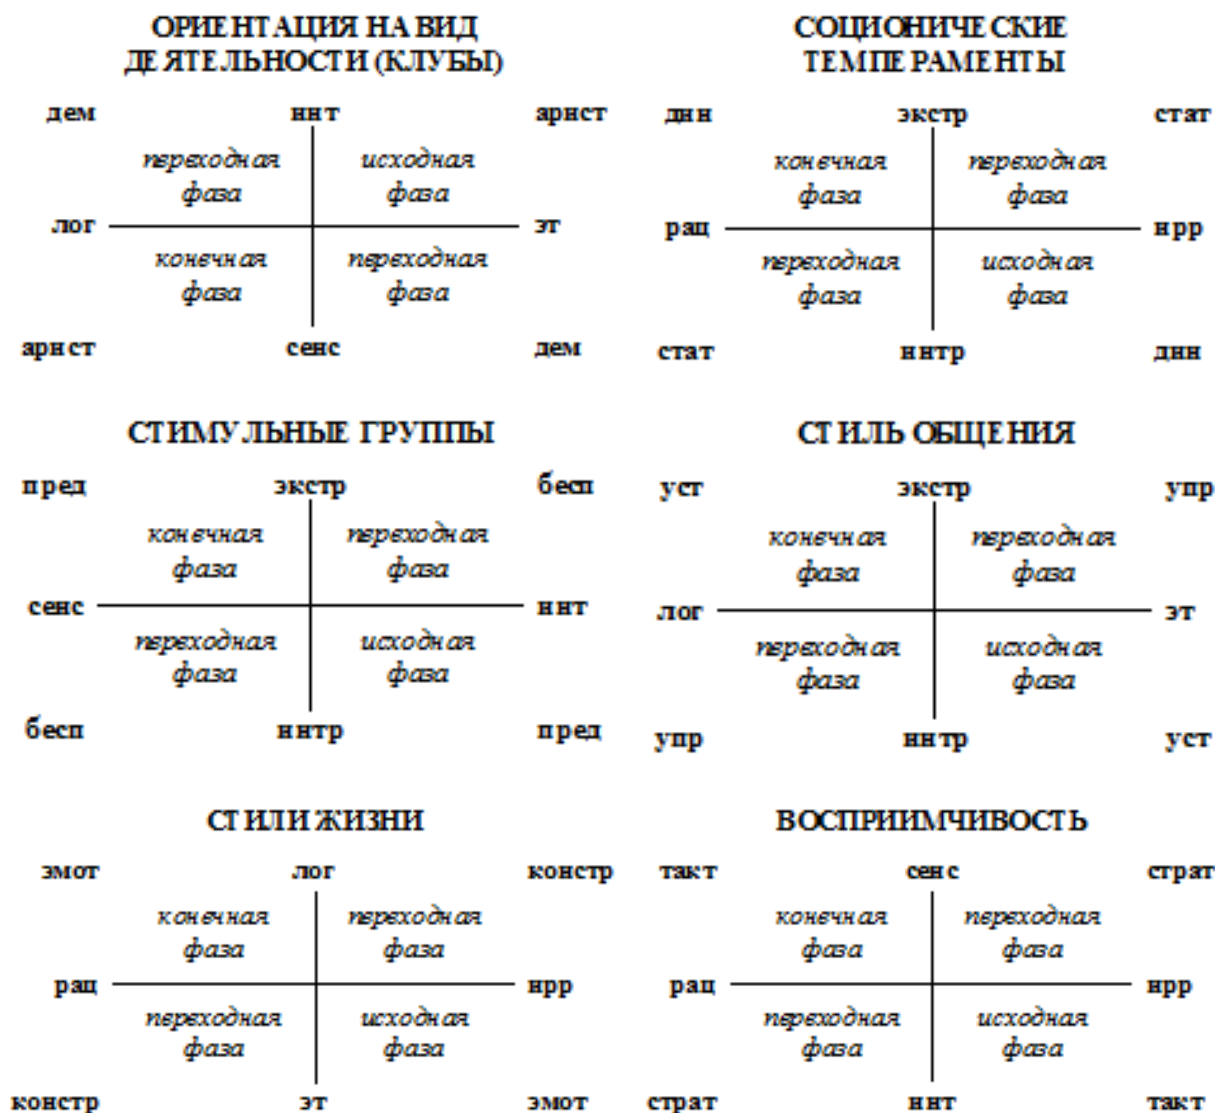 ОРИЕНТАЦИЯ НА ВИД
ДЕЯТЕЛЬНОСТИ (КЛУБЫ)
дем инт арист
переходная исходная
фаза фаза
лог эт
конечная переходная
фаза фаза
арист сенс дем
СОЦИОНИЧЕСКИЕ
ТЕМПЕРАМЕНТЫ
дин экстр стат
конечная переходная
фаза фаза
рац ирр
переходная исходная
фаза фаза
стат интр дин
СТИМУЛЬНЫЕ ГРУППЫ
пред экстр бесп
конечная переходная
фаза фаза
сенс инт
переходная исходная
фаза фаза
бесп интр пред
СТИЛЬ ОБЩЕНИЯ
уст экстр упр
конечная переходная
фаза фаза
лог эт
переходная исходная
фаза фаза
упр интр уст
СТИЛИ ЖИЗНИ
эмот лог констр
конечная переходная
фаза фаза
рац ирр
переходная исходная
фаза фаза
констр эт эмот
ВОСПРИИМЧИВОСТЬ
такт сенс страт
конечная переходная
фаза фаза
рац ирр
переходная исходная
фаза фаза
страт инт такт